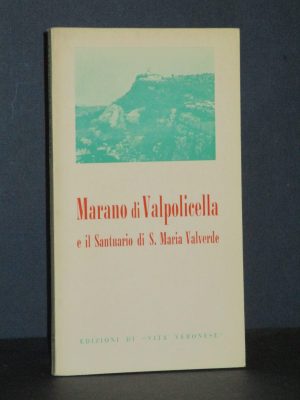 Marano di Valpolicella
e il Santuario di S. Maria Valverde
EDIZIONI DI "VITA VERONESE"